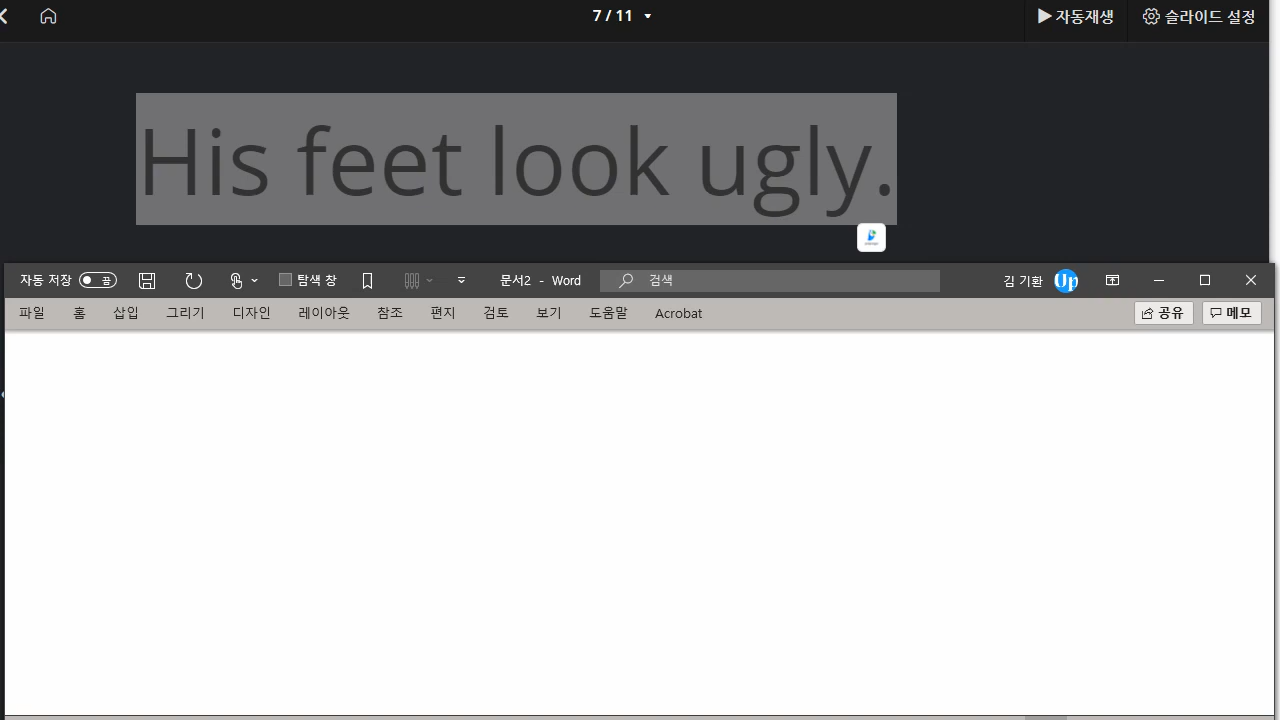 7 / 11
자동재생
슬라이드 설정
His feet look ugly.
자동 저장 끔
탐색 창
문서2 - Word
검색
김 기환
Up
파일 홈 삽입 그리기 디자인 레이아웃 참조 편지 검토 보기 도움말 Acrobat
공유
메모